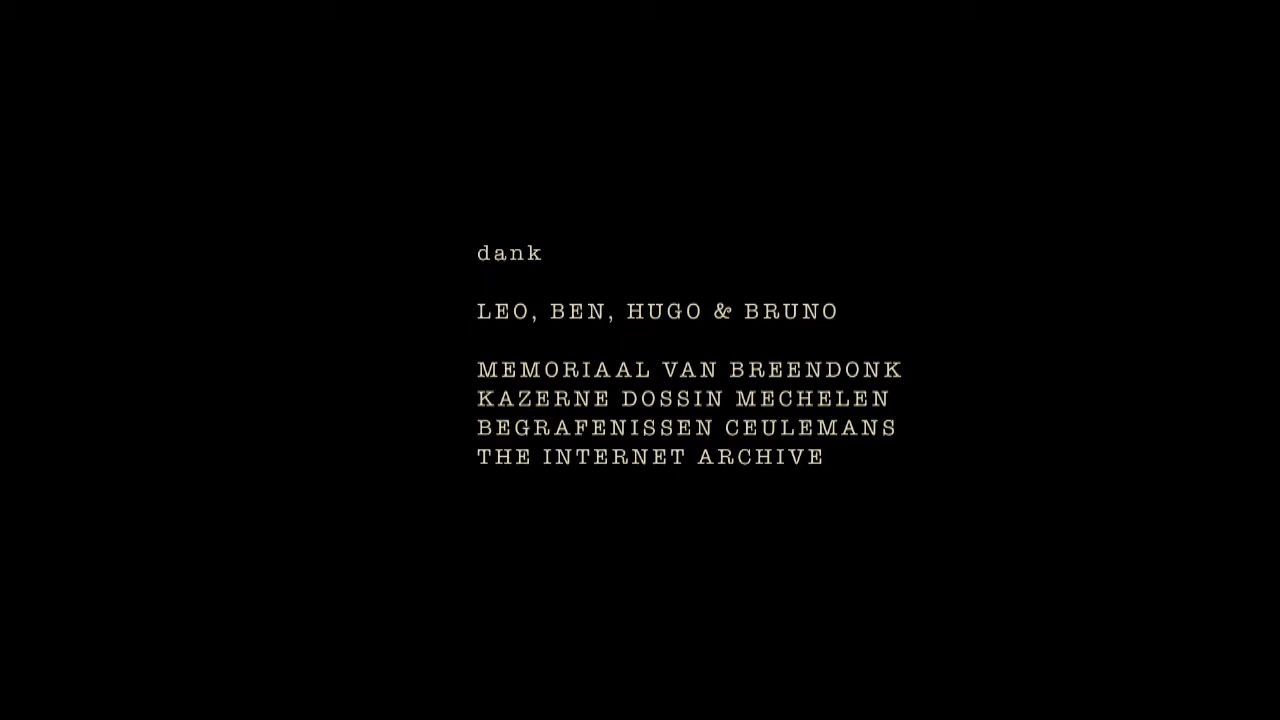 dank
LEO, BEN, HUGO & BRUNO
MEMORIAAL VAN BREENDONK
KAZERNE DOSSIN MECHELEN
BEGRAFENISSEN CEULEMANS
THE INTERNET ARCHIVE